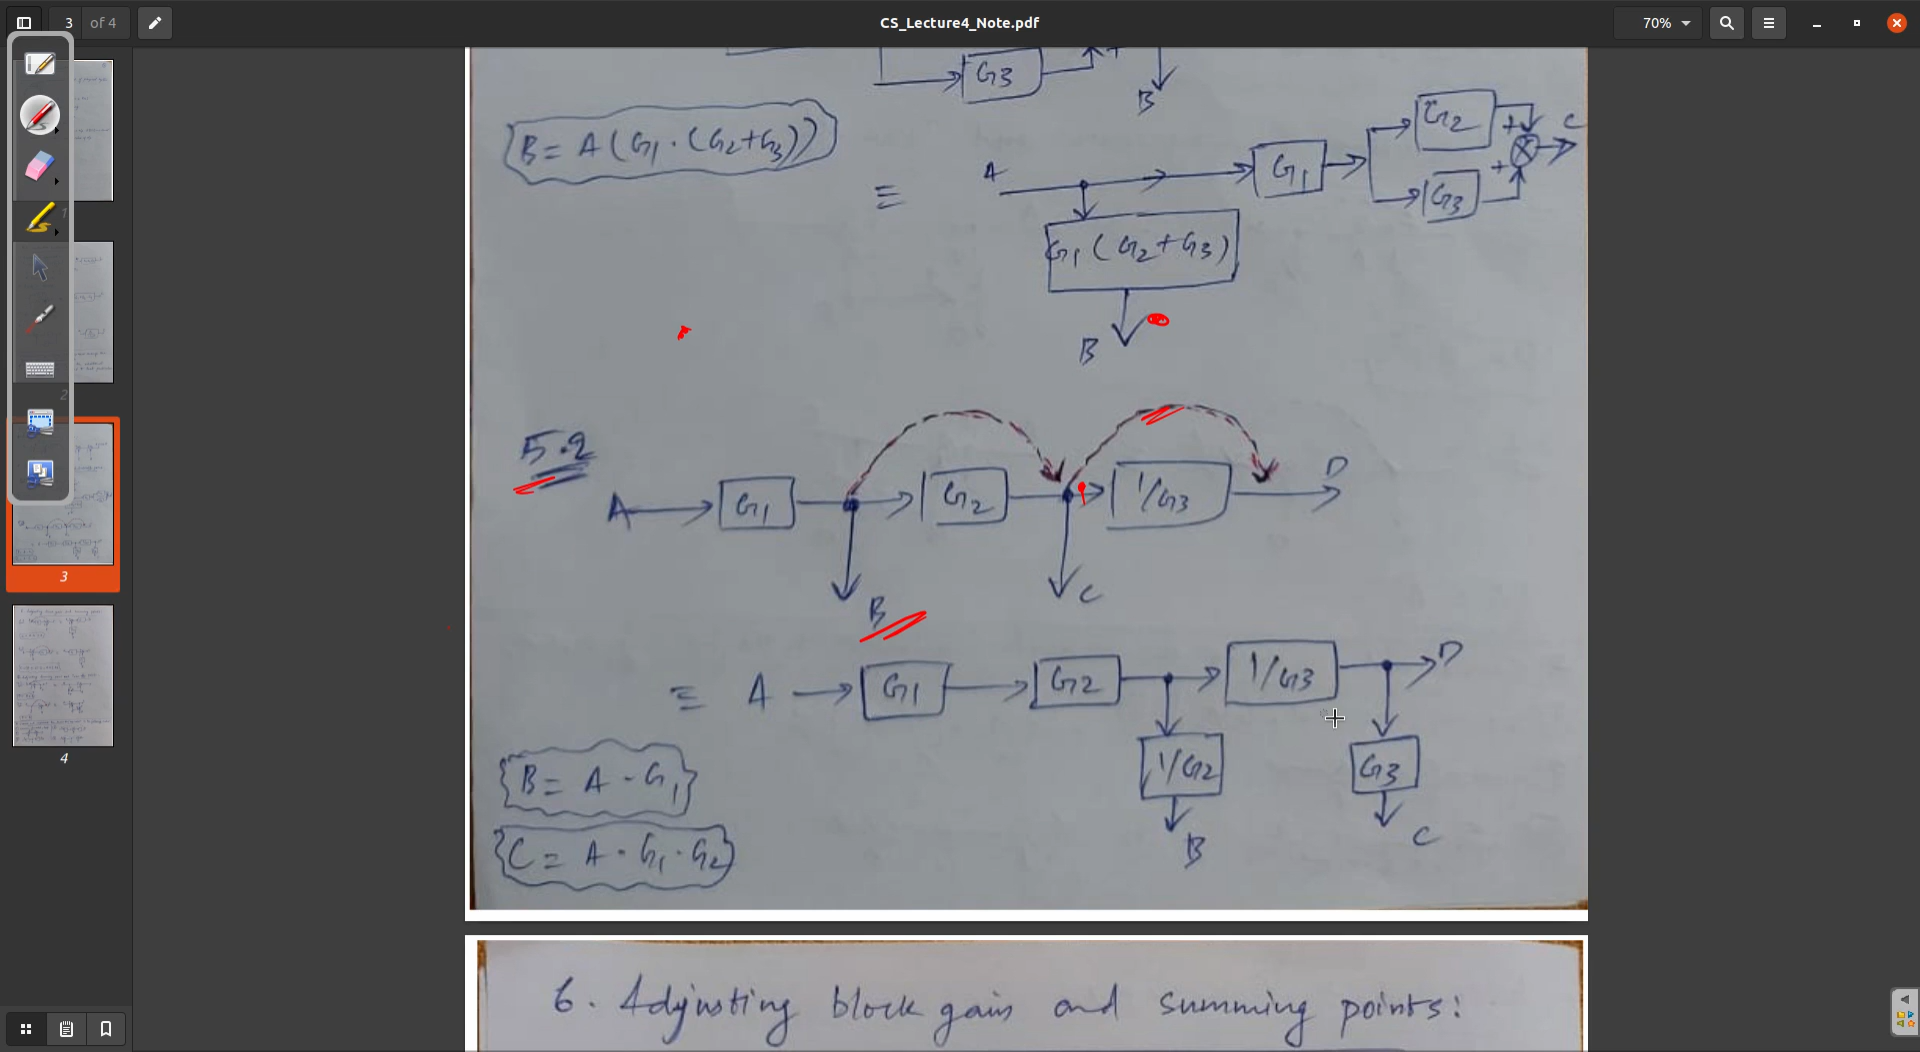 3 of 4
CS_Lecture4_Note.pdf
70%
G3
+
B
B = A (G1 . (G2+G3))
≡
A
G1
G2
+
C
+
G3
G1 (G2+G3)
B
5.2
A
G1
G2
1/G3
D
B
C
≡ A
G1
G2
1/G3
D
1/G2
G3
B
C
B = A - G1
C = A - G1 . G2
6. Adjusting block gain and summing points:
1
2
3
4